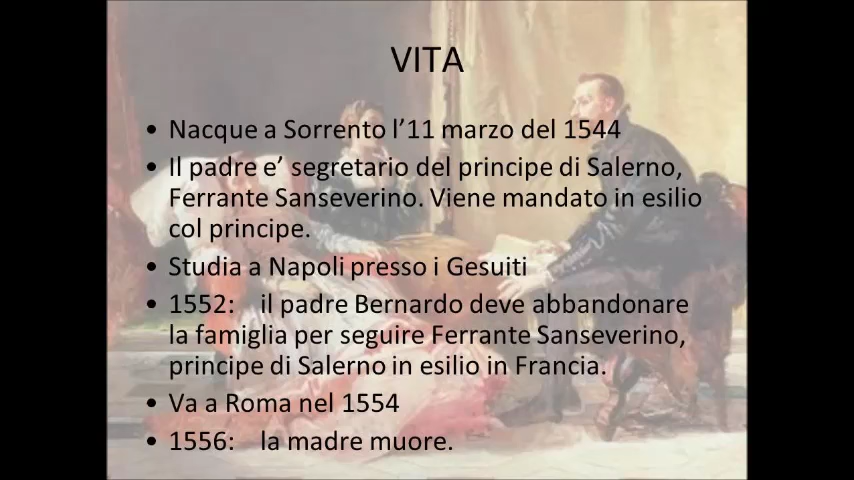 VITA
• Nacque a Sorrento l’11 marzo del 1544
• Il padre e’ segretario del principe di Salerno,
Ferrante Sanseverino. Viene mandato in esilio
col principe.
• Studia a Napoli presso i Gesuiti
• 1552: il padre Bernardo deve abbandonare
la famiglia per seguire Ferrante Sanseverino,
principe di Salerno in esilio in Francia.
• Va a Roma nel 1554
• 1556: la madre muore.